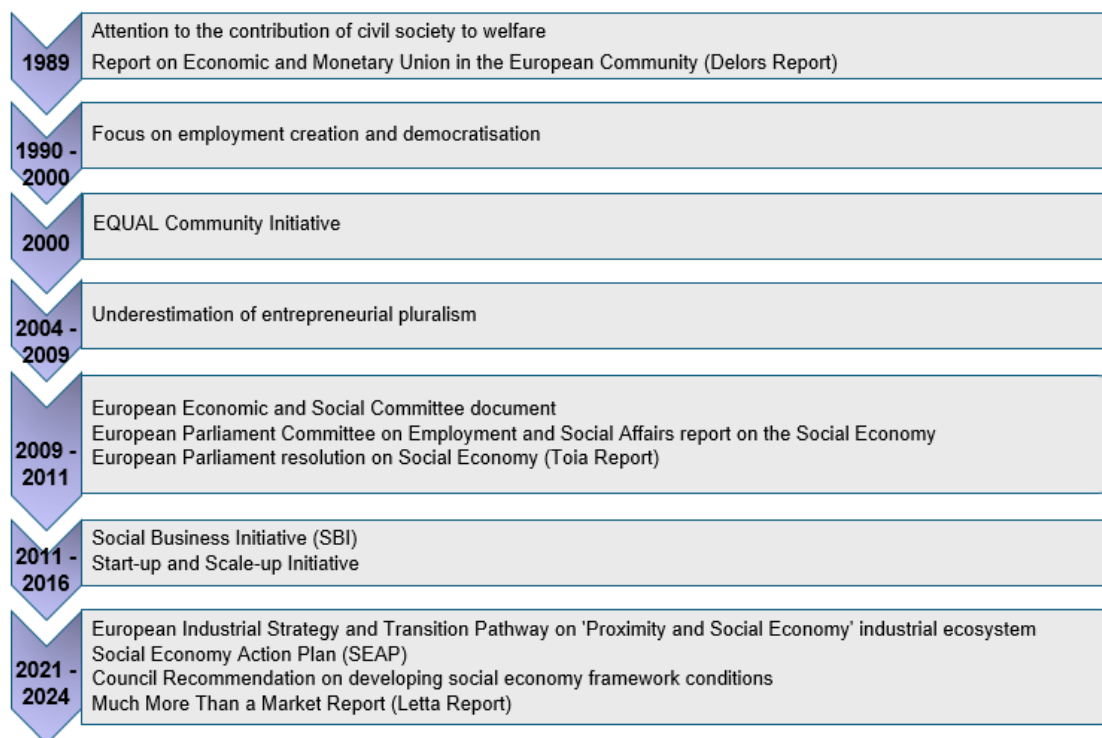 1989
Attention to the contribution of civil society to welfare
Report on Economic and Monetary Union in the European Community (Delors Report)
1990 -
2000
Focus on employment creation and democratisation
2000
EQUAL Community Initiative
2004 -
2009
Underestimation of entrepreneurial pluralism
2009 -
2011
European Economic and Social Committee document
European Parliament Committee on Employment and Social Affairs report on the Social Economy
European Parliament resolution on Social Economy (Toia Report)
2011 -
2016
Social Business Initiative (SBI)
Start-up and Scale-up Initiative
2021 -
2024
European Industrial Strategy and Transition Pathway on 'Proximity and Social Economy' industrial ecosystem
Social Economy Action Plan (SEAP)
Council Recommendation on developing social economy framework conditions
Much More Than a Market Report (Letta Report)